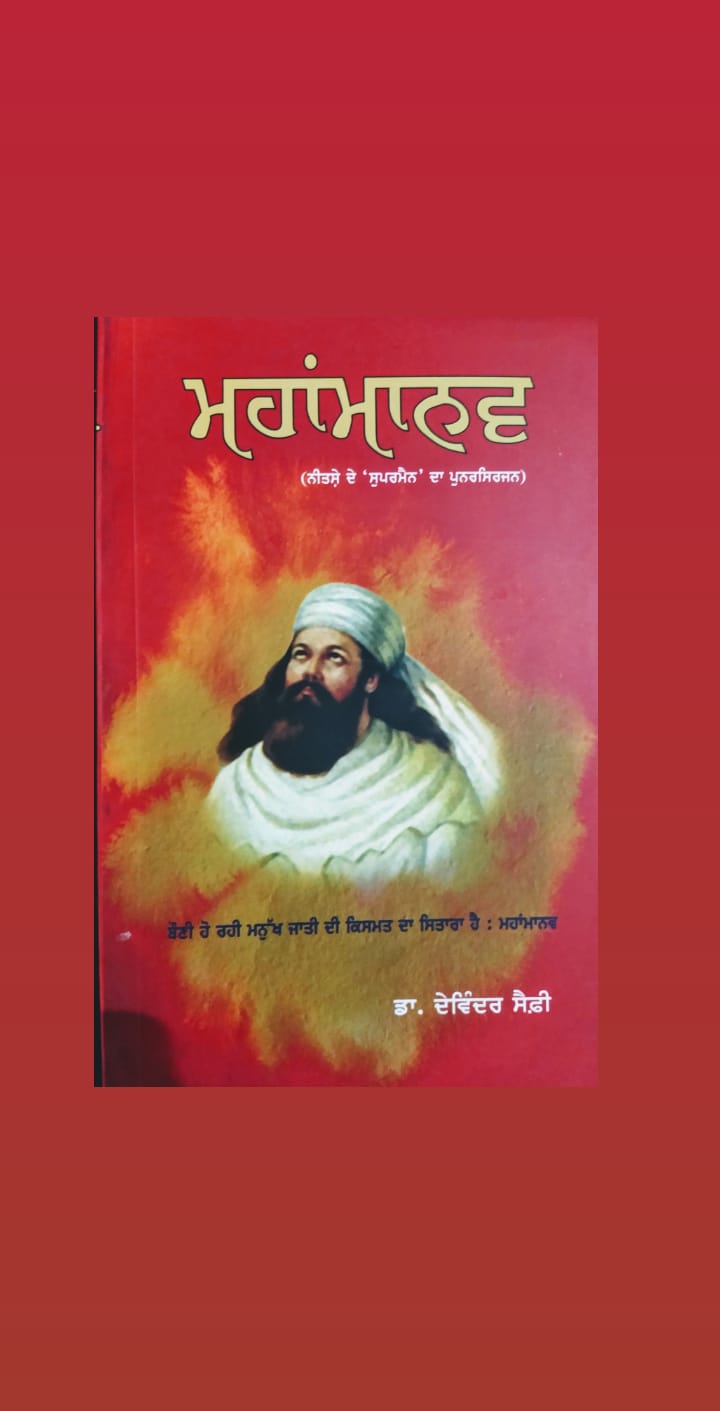 ਮਹਾਂਮਾਨਵ
(ਨੀਤਸ਼ੇ ਦੇ ‘ਸੁਪਰਮੈਨ’ ਦਾ ਪੁਨਰਸਿਰਜਨ)
ਬੌਣੀ ਹੋ ਰਹੀ ਮਨੁੱਖ ਜਾਤੀ ਦੀ ਕਿਸਮਤ ਦਾ ਸਿਤਾਰਾ ਹੈ : ਮਹਾਂਮਾਨਵ
ਡਾ. ਦੇਵਿੰਦਰ ਸੈਫ਼ੀ